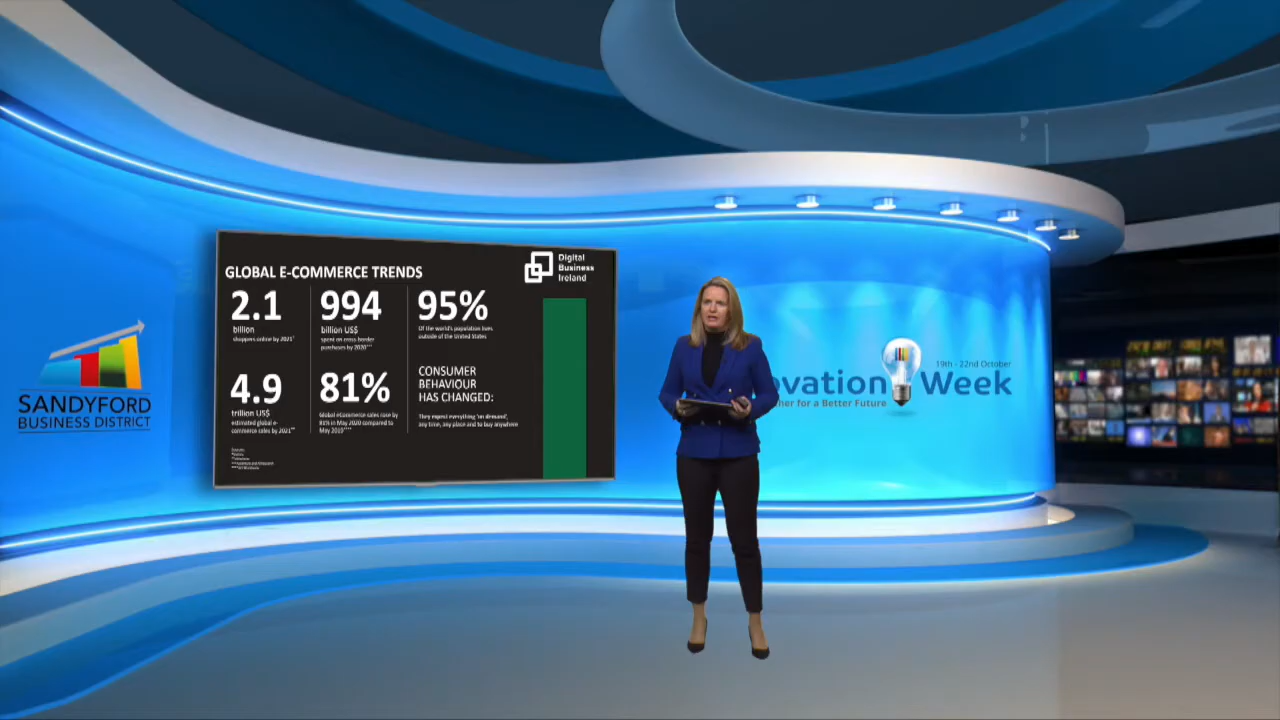 GLOBAL E-COMMERCE TRENDS
Digital
Business
Ireland
2.1
billion
shoppers online by 2021*
994
billion US$
spent on cross-border
purchases by 2020***
95%
Of the world's population lives
outside of the United States
4.9
trillion US$
estimated global e-
commerce sales by 2021**
81%
Global eCommerce sales rose by
81% in May 2020 compared to
May 2019****
CONSUMER
BEHAVIOUR
HAS CHANGED:
They expect everything 'on demand',
any time, any place and to buy anywhere
SANDYFORD
BUSINESS DISTRICT
19th - 22nd October
ovation Week
her for a Better Future